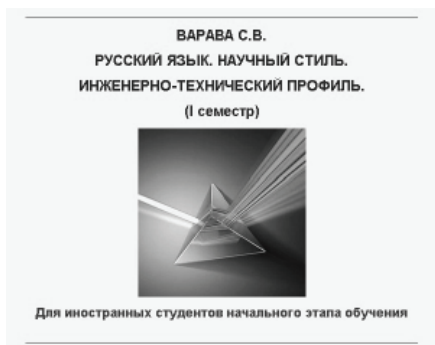 ВАРАВА С.В.
РУССКИЙ ЯЗЫК. НАУЧНЫЙ СТИЛЬ.
ИНЖЕНЕРНО-ТЕХНИЧЕСКИЙ ПРОФИЛЬ.
(I семестр)
Для иностранных студентов начального этапа обучения